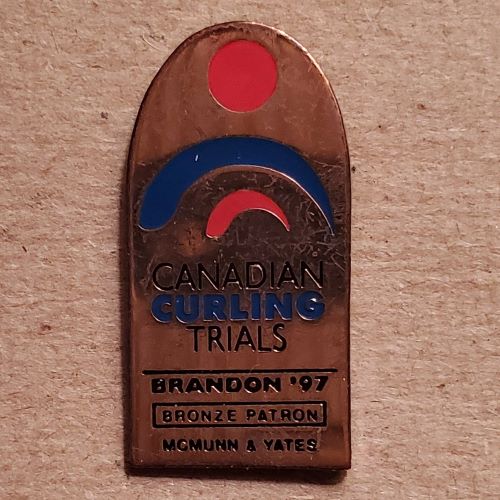 CANADIAN
CURLING
TRIALS
BRANDON '97
BRONZE PATRON
MCMUNN & YATES